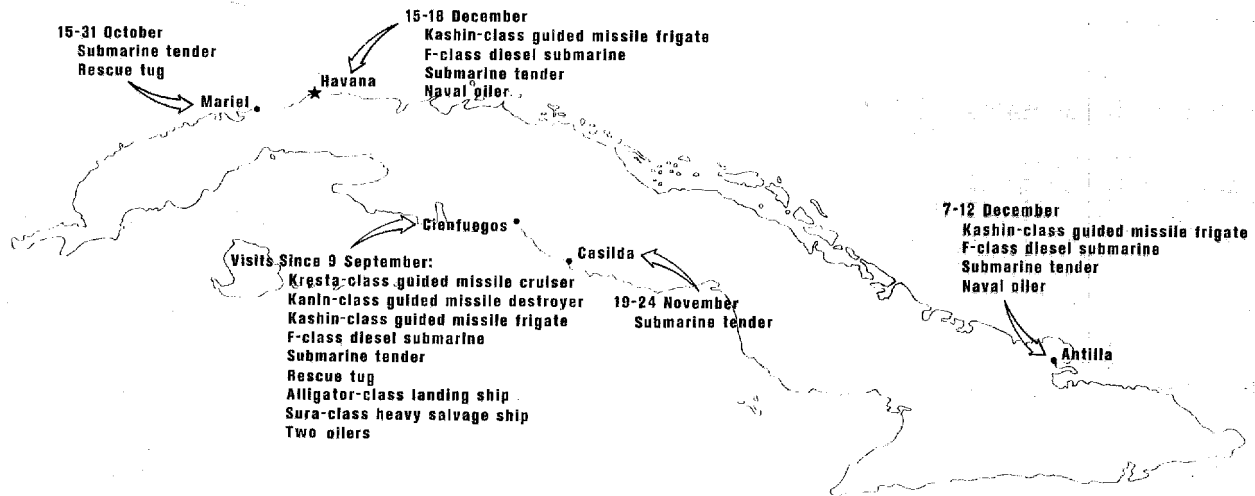 15-31 October
Submarine tender
Rescue tug
Mariel
Havana
15-18 December
Kashin-class guided missile frigate
F-class diesel submarine
Submarine tender
Naval oiler
Cienfuegos
Visits Since 9 September:
Kresta-class guided missile cruiser
Kanin-class guided missile destroyer
Kashin-class guided missile frigate
F-class diesel submarine
Submarine tender
Rescue tug
Alligator-class landing ship
Sura-class heavy salvage ship
Two oilers
Casilda
19-24 November
Submarine tender
7-12 December
Kashin-class guided missile frigate
F-class diesel submarine
Submarine tender
Naval oiler
Antilla